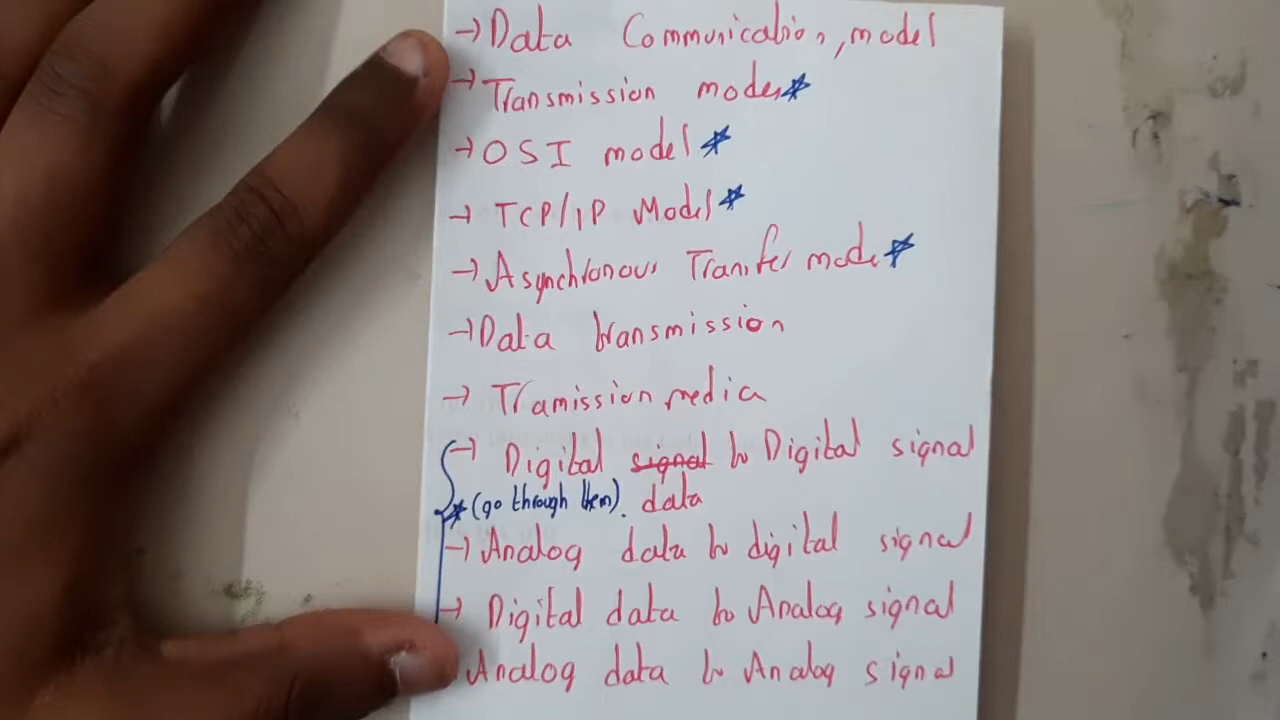 → Data Communication, model
→ Transmission modes*
→ OSI model*
→ TCP/IP Model*
→ Asynchronous Transfer mode*
→ Data transmission
→ Tramission media
→ Digital signal to Digital signal
* (go through them). data
→ Analog data to digital signal
→ Digital data to Analog signal
Analog data to Analog signal